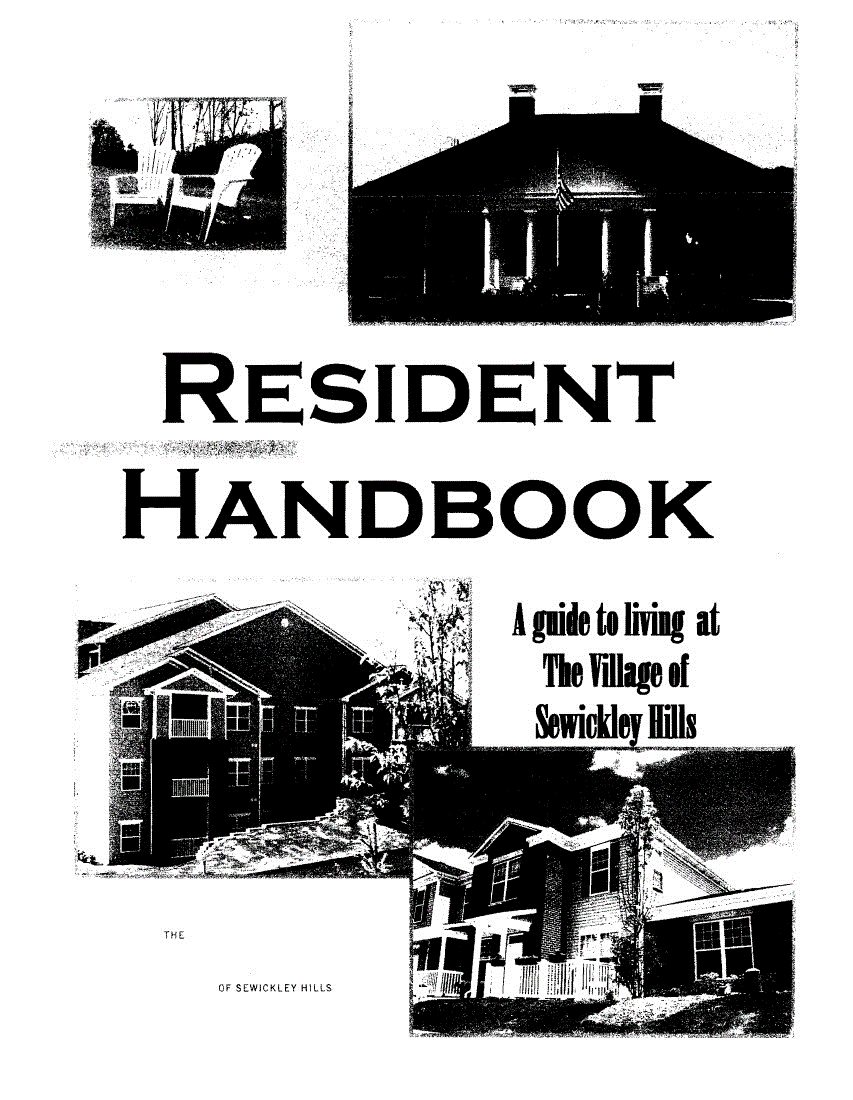 RESIDENT
HANDBOOK
A guide to living at
The Village of
Sewickley Hills
THE
OF SEWICKLEY HILLS